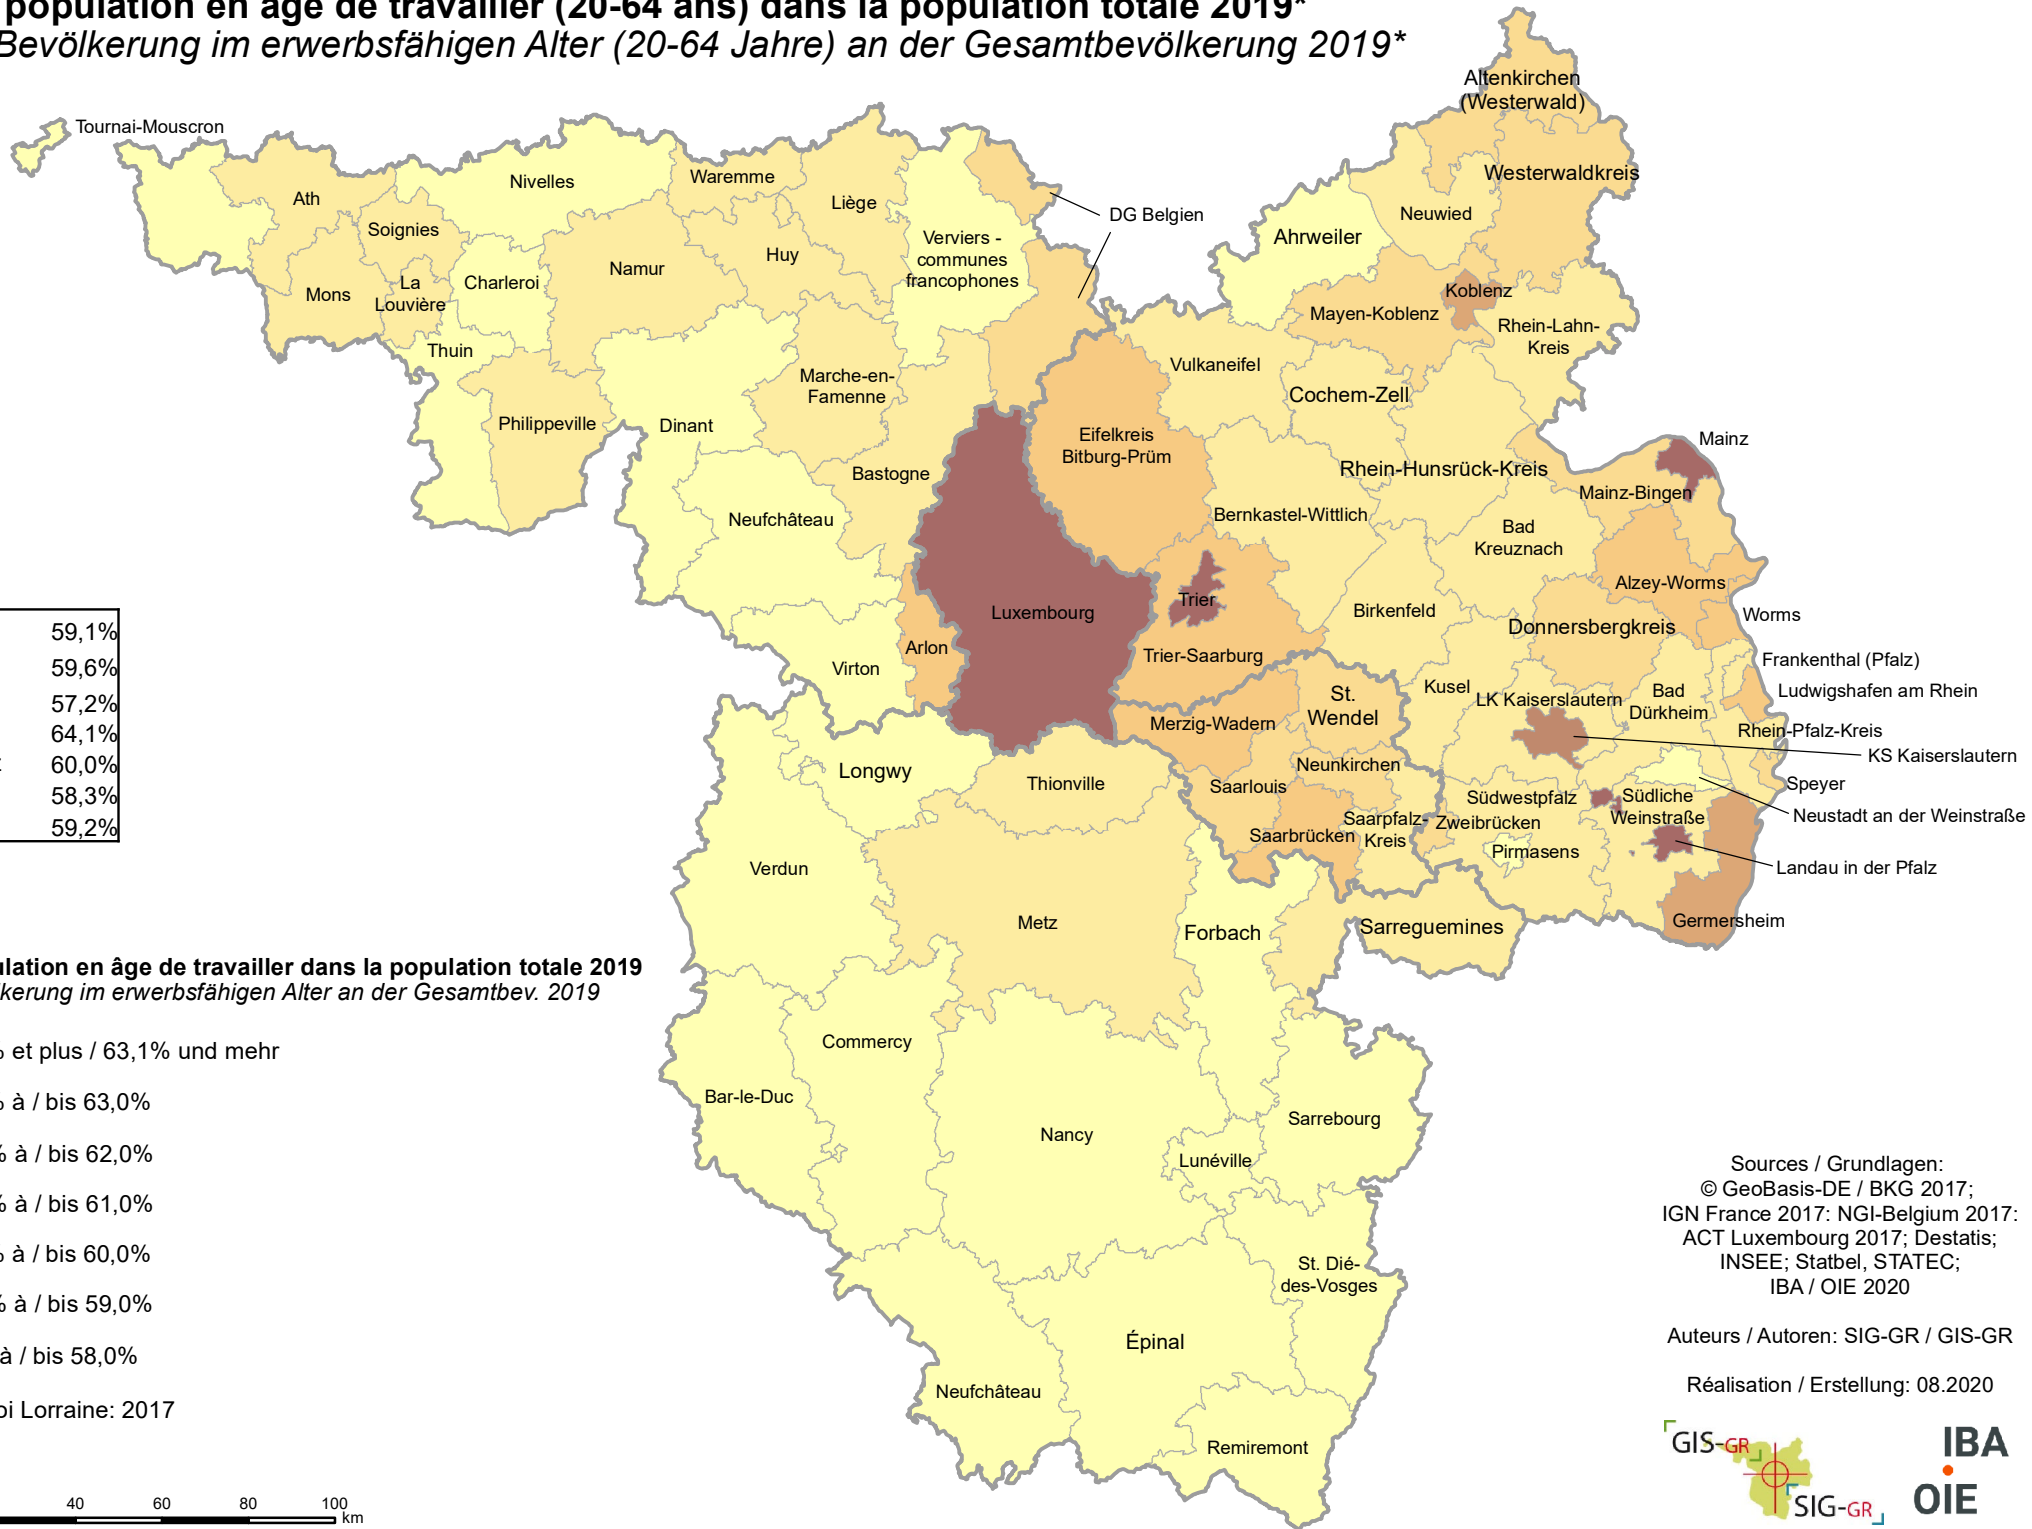 population en âge de travailler (20-64 ans) dans la population totale 2019*
Bevölkerung im erwerbsfähigen Alter (20-64 Jahre) an der Gesamtbevölkerung 2019*
Altenkirchen
(Westerwald)
Tournai-Mouscron
Nivelles
Waremme
Westerwaldkreis
Ath
Liège
Neuwied
DG Belgien
Soignies
Ahrweiler
Verviers -
communes
francophones
Huy
Namur
Charleroi
La
Louvière
Mons
Koblenz
Mayen-Koblenz
Rhein-Lahn-
Kreis
Thuin
Vulkaneifel
Marche-en-
Famenne
Cochem-Zell
Philippeville
Dinant
Eifelkreis
Bitburg-Prüm
Mainz
Rhein-Hunsrück-Kreis
Bastogne
Mainz-Bingen
Neufchâteau
Bernkastel-Wittlich
Bad
Kreuznach
Alzey-Worms
Trier
Luxembourg
Birkenfeld
Worms
Donnersbergkreis
59,1%
59,6%
57,2%
64,1%
60,0%
58,3%
59,2%
Arlon
Trier-Saarburg
Virton
Frankenthal (Pfalz)
Kusel
LK Kaiserslautern
Bad
Dürkheim
Ludwigshafen am Rhein
St.
Wendel
Merzig-Wadern
Rhein-Pfalz-Kreis
KS Kaiserslautern
Longwy
Thionville
Neunkirchen
Saarlouis
Speyer
Südwestpfalz
Südliche
Weinstraße
Neustadt an der Weinstraße
Saarbrücken
Saarpfalz-
Kreis
Zweibrücken
Pirmasens
Landau in der Pfalz
Verdun
Metz
Forbach
Sarreguemines
Germersheim
ulation en âge de travailler dans la population totale 2019
kerung im erwerbsfähigen Alter an der Gesamtbev. 2019
% et plus / 63,1% und mehr
% à / bis 63,0%
% à / bis 62,0%
% à / bis 61,0%
% à / bis 60,0%
% à / bis 59,0%
à / bis 58,0%
oi Lorraine: 2017
Commercy
Bar-le-Duc
Nancy
Sarrebourg
Lunéville
St. Dié-
des-Vosges
Épinal
Neufchâteau
Remiremont
Sources / Grundlagen:
© GeoBasis-DE / BKG 2017;
IGN France 2017: NGI-Belgium 2017:
ACT Luxembourg 2017; Destatis;
INSEE; Statbel, STATEC;
IBA / OIE 2020
Auteurs / Autoren: SIG-GR / GIS-GR
Réalisation / Erstellung: 08.2020
GIS-GR
SIG-GR
IBA
OIE
40 60 80 100
km